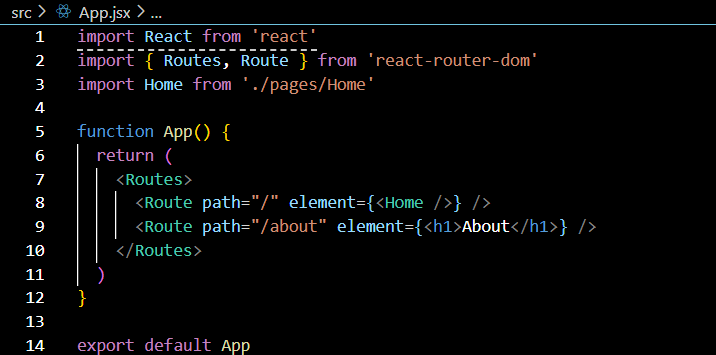 src > App.jsx > ...
1 import React from 'react'
2 import { Routes, Route } from 'react-router-dom'
3 import Home from './pages/Home'
4
5 function App() {
6   return (
7     <Routes>
8       <Route path="/" element={<Home />} />
9       <Route path="/about" element={<h1>About</h1>} />
10     </Routes>
11   )
12 }
13
14 export default App